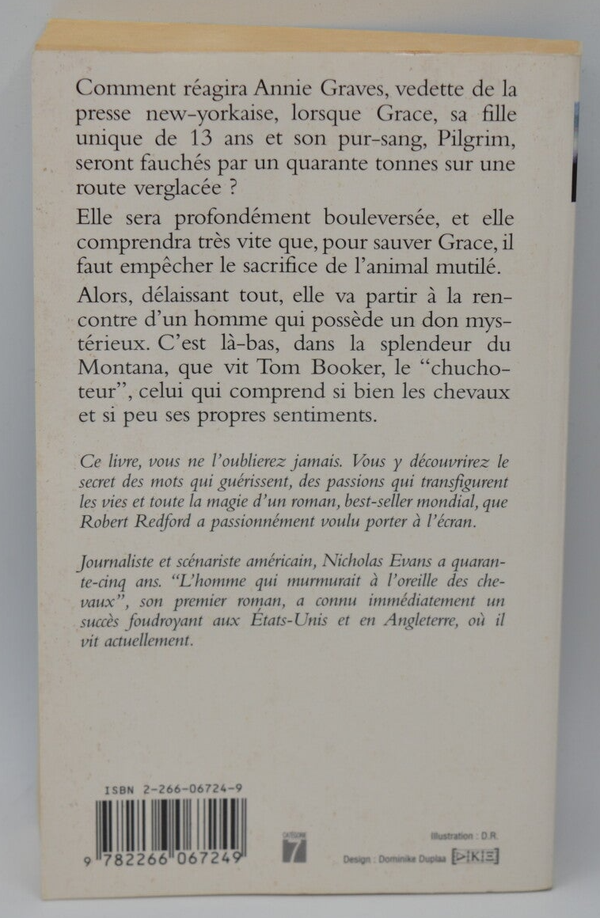 Comment réagira Annie Graves, vedette de la
presse new-yorkaise, lorsque Grace, sa fille
unique de 13 ans et son pur-sang, Pilgrim,
seront fauchés par un quarante tonnes sur une
route verglacée ?
Elle sera profondément bouleversée, et elle
comprendra très vite que, pour sauver Grace, il
faut empêcher le sacrifice de l'animal mutilé.
Alors, délaissant tout, elle va partir à la ren-
contre d'un homme qui possède un don mys-
térieux. C'est là-bas, dans la splendeur du
Montana, que vit Tom Booker, le “chucho-
teur”, celui qui comprend si bien les chevaux
et si peu ses propres sentiments.
Ce livre, vous ne l'oublierez jamais. Vous y découvrirez le
secret des mots qui guérissent, des passions qui transfigurent
les vies et toute la magie d'un roman, best-seller mondial, que
Robert Redford a passionnément voulu porter à l'écran.
Journaliste et scénariste américain, Nicholas Evans a quaran-
te-cinq ans. “L'homme qui murmurait à l'oreille des che-
vaux”, son premier roman, a connu immédiatement un
succès foudroyant aux États-Unis et en Angleterre, où il
vit actuellement.
ISBN 2-266-06724-9
9 782266 067249
CATÉGORIE
7
Illustration : D.R.
Design : Dominike Duplaa